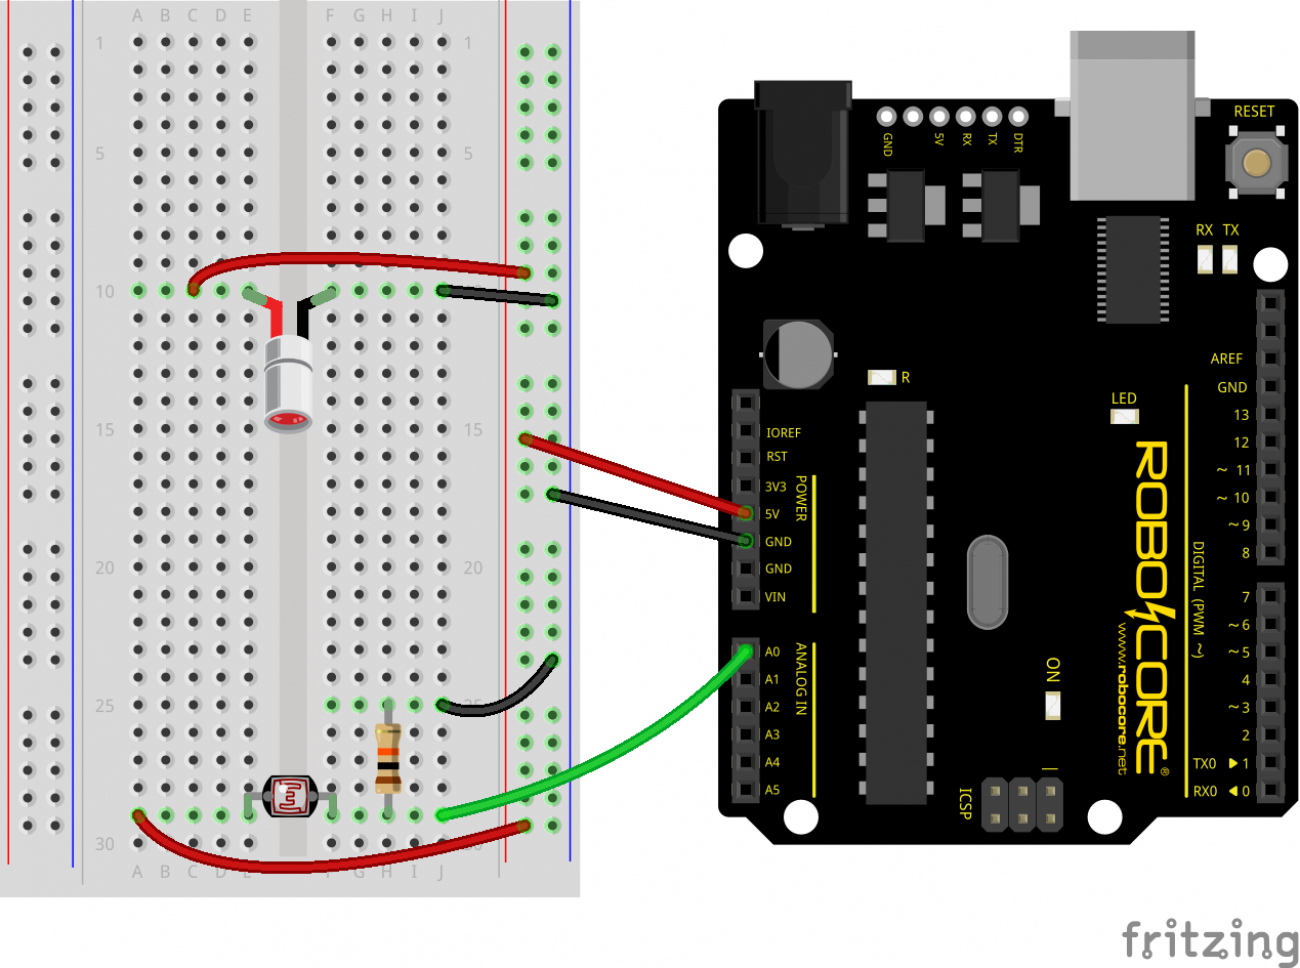 A B C D E F G H I J
1 1
5 5
10 10
15 15
20 20
25 25
30 30
A B C D E F G H I J
GND 5V RX TX DTR
RESET
RX TX
R
LED
IOREF
RST
3V3
5V
GND
GND
VIN
POWER
A0
A1
A2
A3
A4
A5
ANALOG IN
AREF
GND
13
12
~ 11
~ 10
~ 9
8
7
~ 6
~ 5
4
~ 3
2
TX0 ▶ 1
RX0 ◀ 0
DIGITAL (PWM ~)
ROBOCORE®
www.robocore.net
ON
ICSP
fritzing